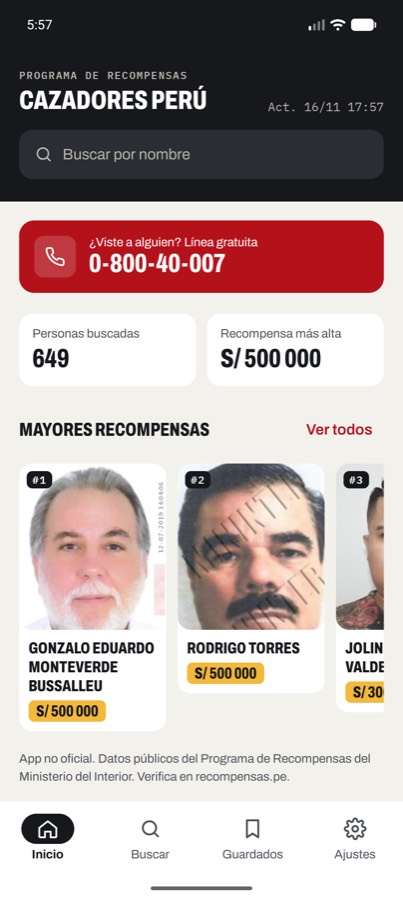 5:57
PROGRAMA DE RECOMPENSAS
CAZADORES PERÚ
Act. 16/11 17:57
Buscar por nombre
¿Viste a alguien? Línea gratuita
0-800-40-007
Personas buscadas
649
Recompensa más alta
S/ 500 000
MAYORES RECOMPENSAS
Ver todos
#1
GONZALO EDUARDO
MONTEVERDE
BUSSALLEU
S/ 500 000
#2
RODRIGO TORRES
S/ 500 000
#3
JOLIN
VALDE
S/ 30
App no oficial. Datos públicos del Programa de Recompensas del
Ministerio del Interior. Verifica en recompensas.pe.
Inicio
Buscar
Guardados
Ajustes